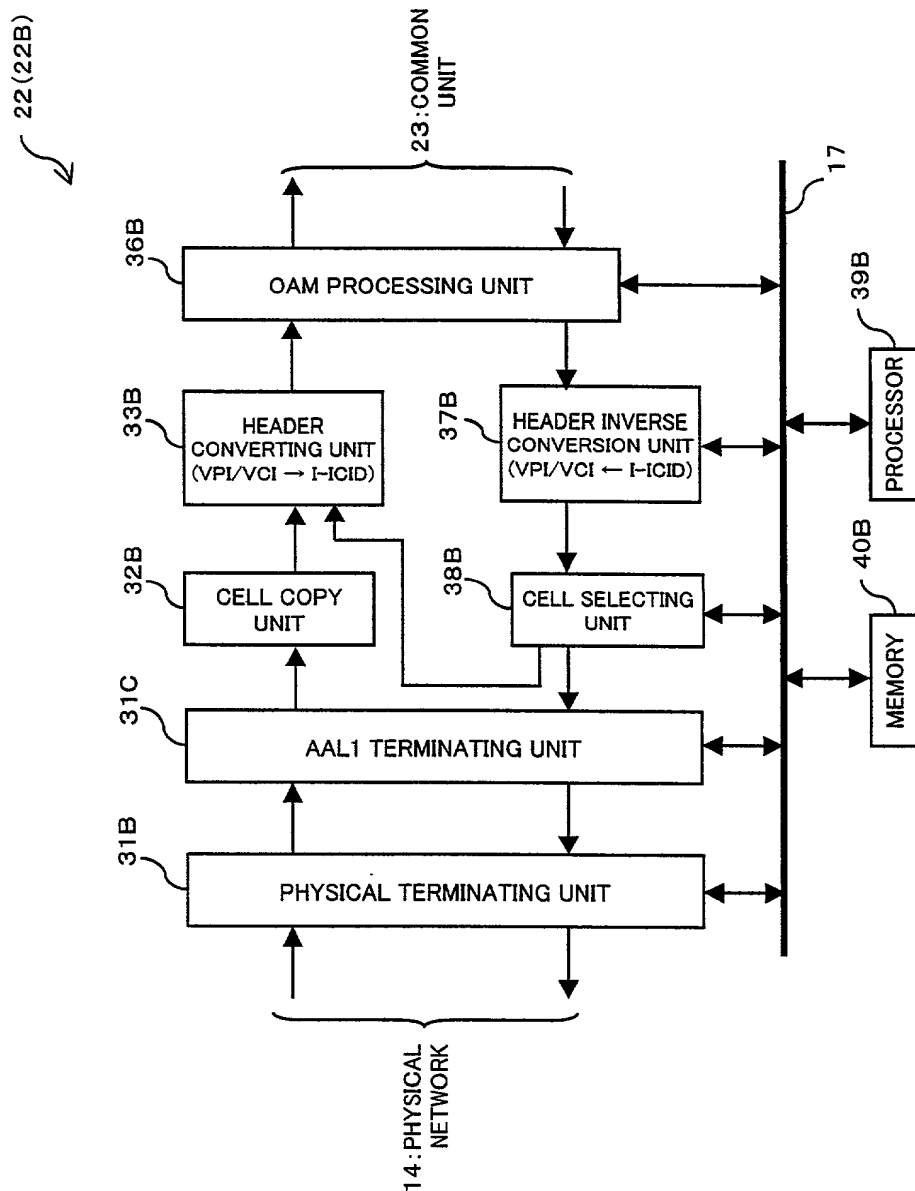 22(22B)
23:COMMON
UNIT
36B
OAM PROCESSING UNIT
17
33B
HEADER
CONVERTING UNIT
(VPI/VCI → I-ICID)
37B
HEADER INVERSE
CONVERSION UNIT
(VPI/VCI ← I-ICID)
39B
PROCESSOR
32B
CELL COPY
UNIT
38B
CELL SELECTING
UNIT
40B
MEMORY
31C
AAL1 TERMINATING UNIT
31B
PHYSICAL TERMINATING UNIT
14:PHYSICAL
NETWORK